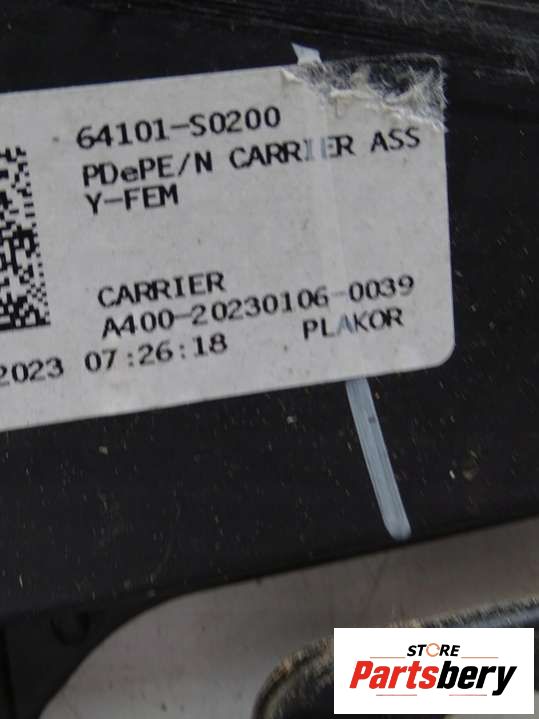 64101-S0200
PDePE/N CARRIER ASS
Y-FEM
CARRIER
A400-20230106-0039
2023 07:26:18 PLAKOR
STORE
Partsbery